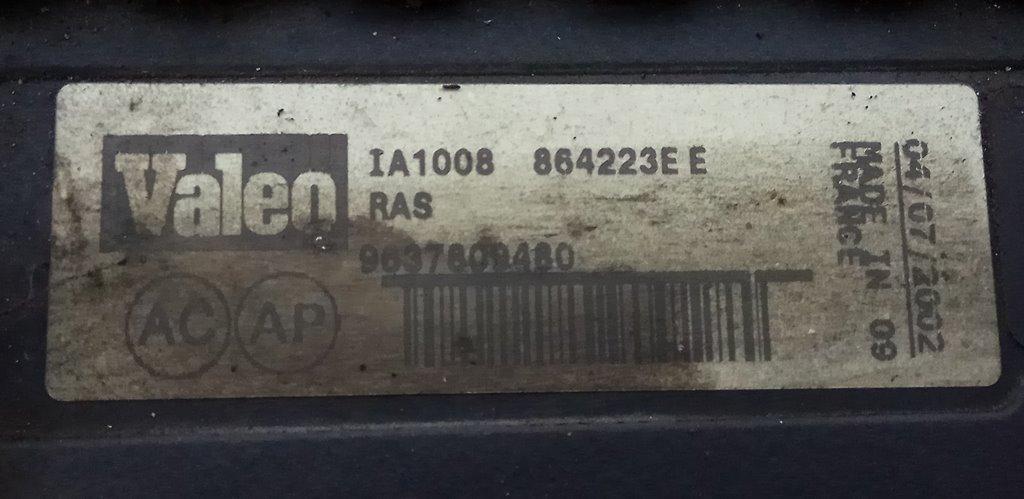 Valeo
IA1008 864223E E
RAS
9637809480
AC AP
04/07/2002
MADE IN 09
FRANCE